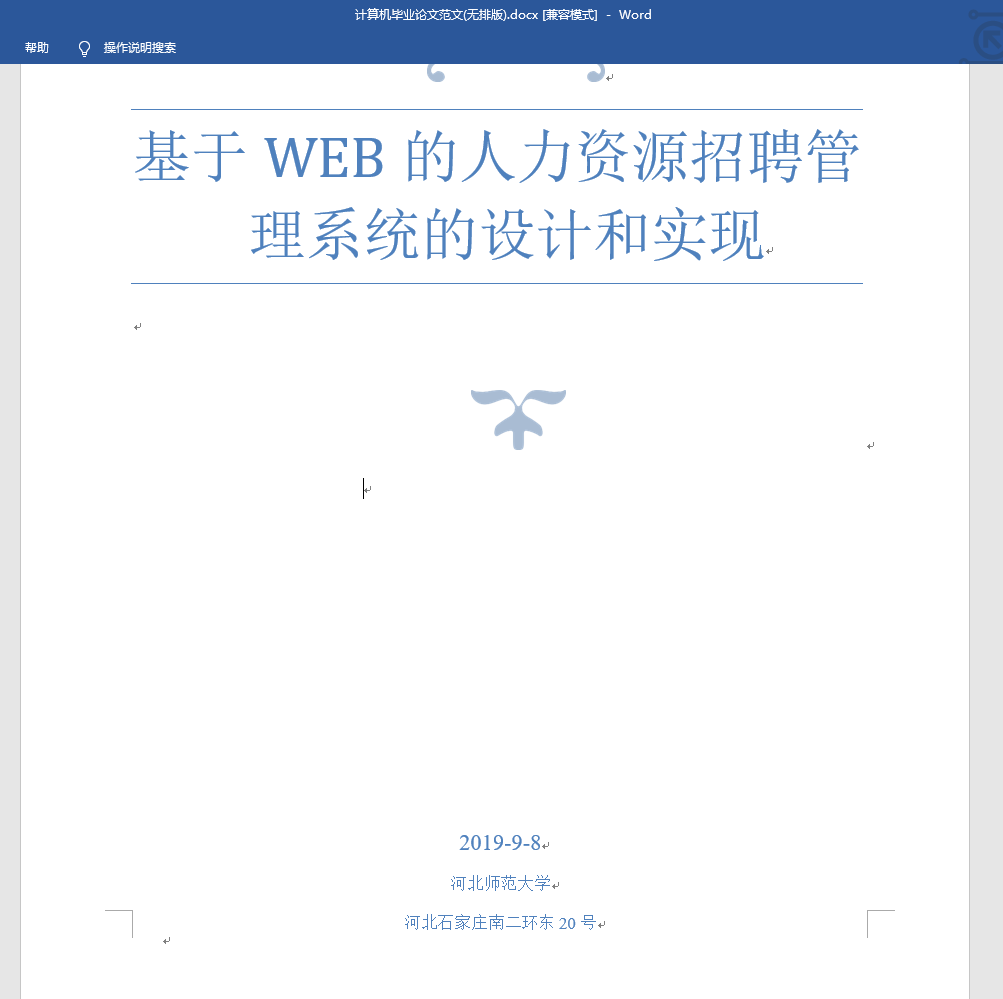 计算机毕业论文范文(无排版).docx [兼容模式] - Word
帮助 操作说明搜索
基于 WEB 的人力资源招聘管
理系统的设计和实现
2019-9-8
河北师范大学
河北石家庄南二环东 20 号